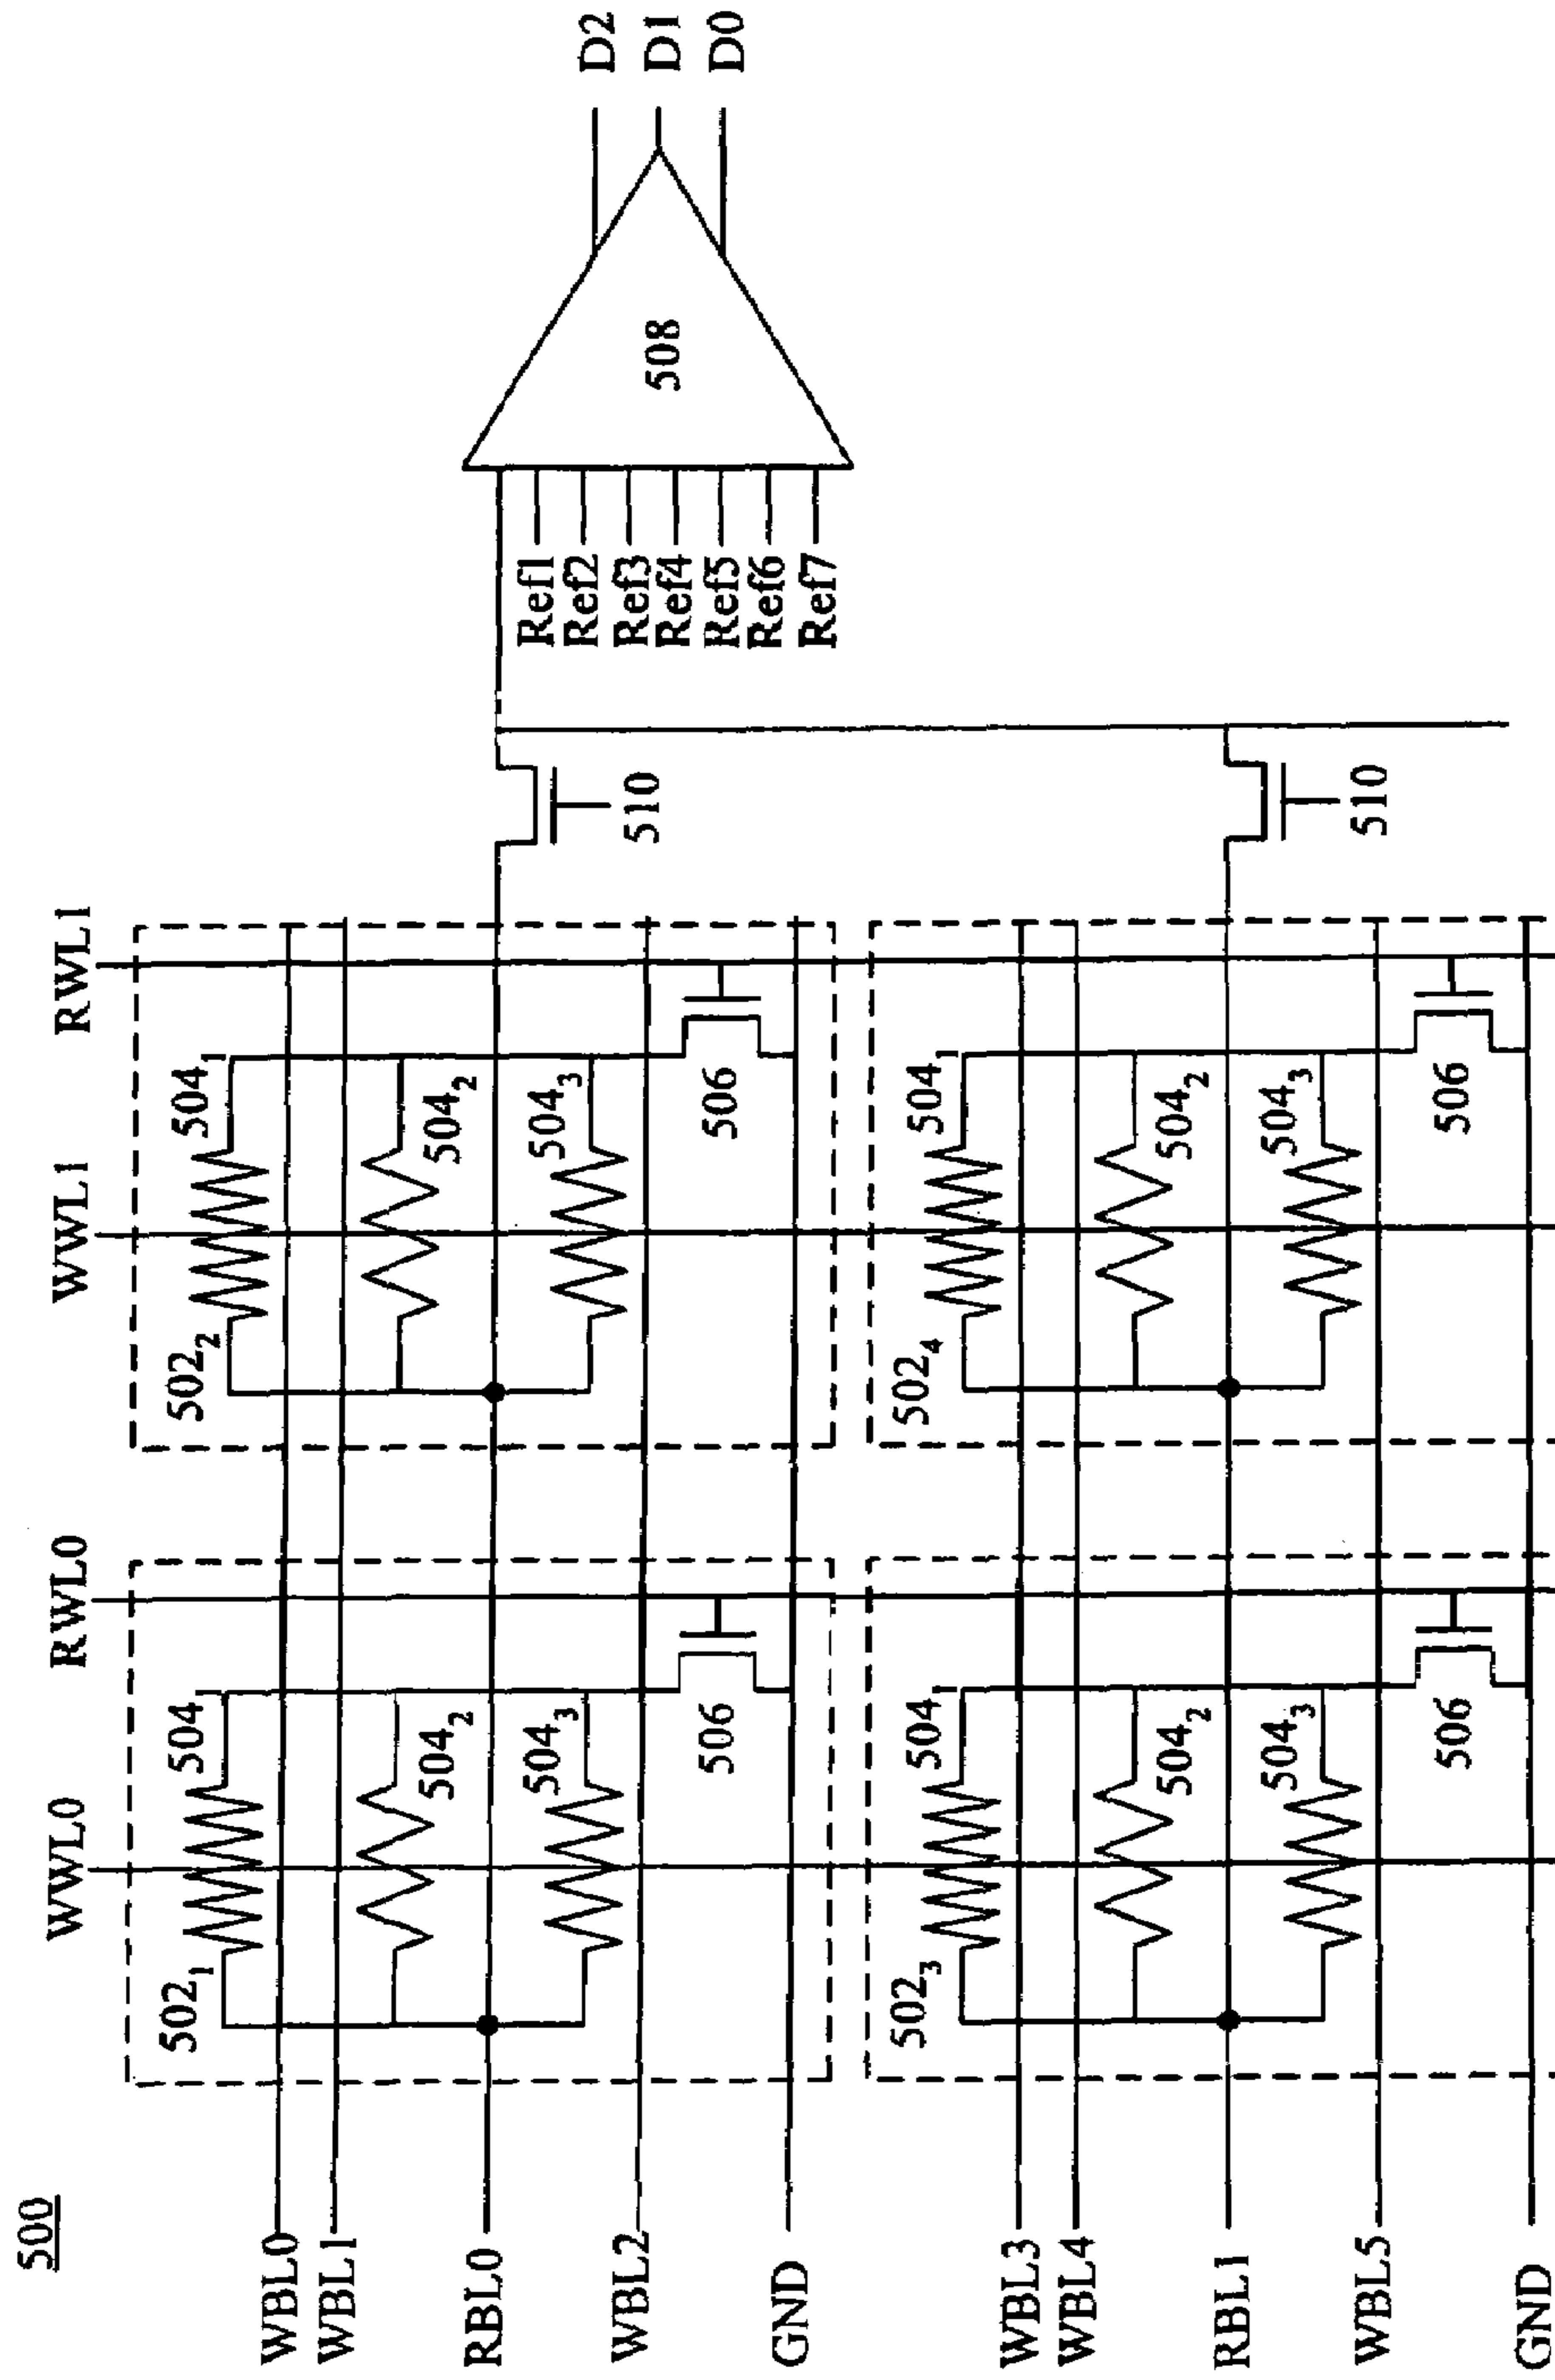 500
WWL0 RWL0 WWL1 RWL1
502₁ 504₁ 502₂ 504₁
WBL0
WBL1
504₂ 504₂
RBL0
504₃ 504₃
WBL2
506 506
GND
510
Ref1
Ref2
Ref3
Ref4
Ref5
Ref6
Ref7
508
D2
D1
D0
502₃ 504₁ 502₄ 504₁
WBL3
WBL4
504₂ 504₂
RBL1
504₃ 504₃
WBL5
506 506
GND
510